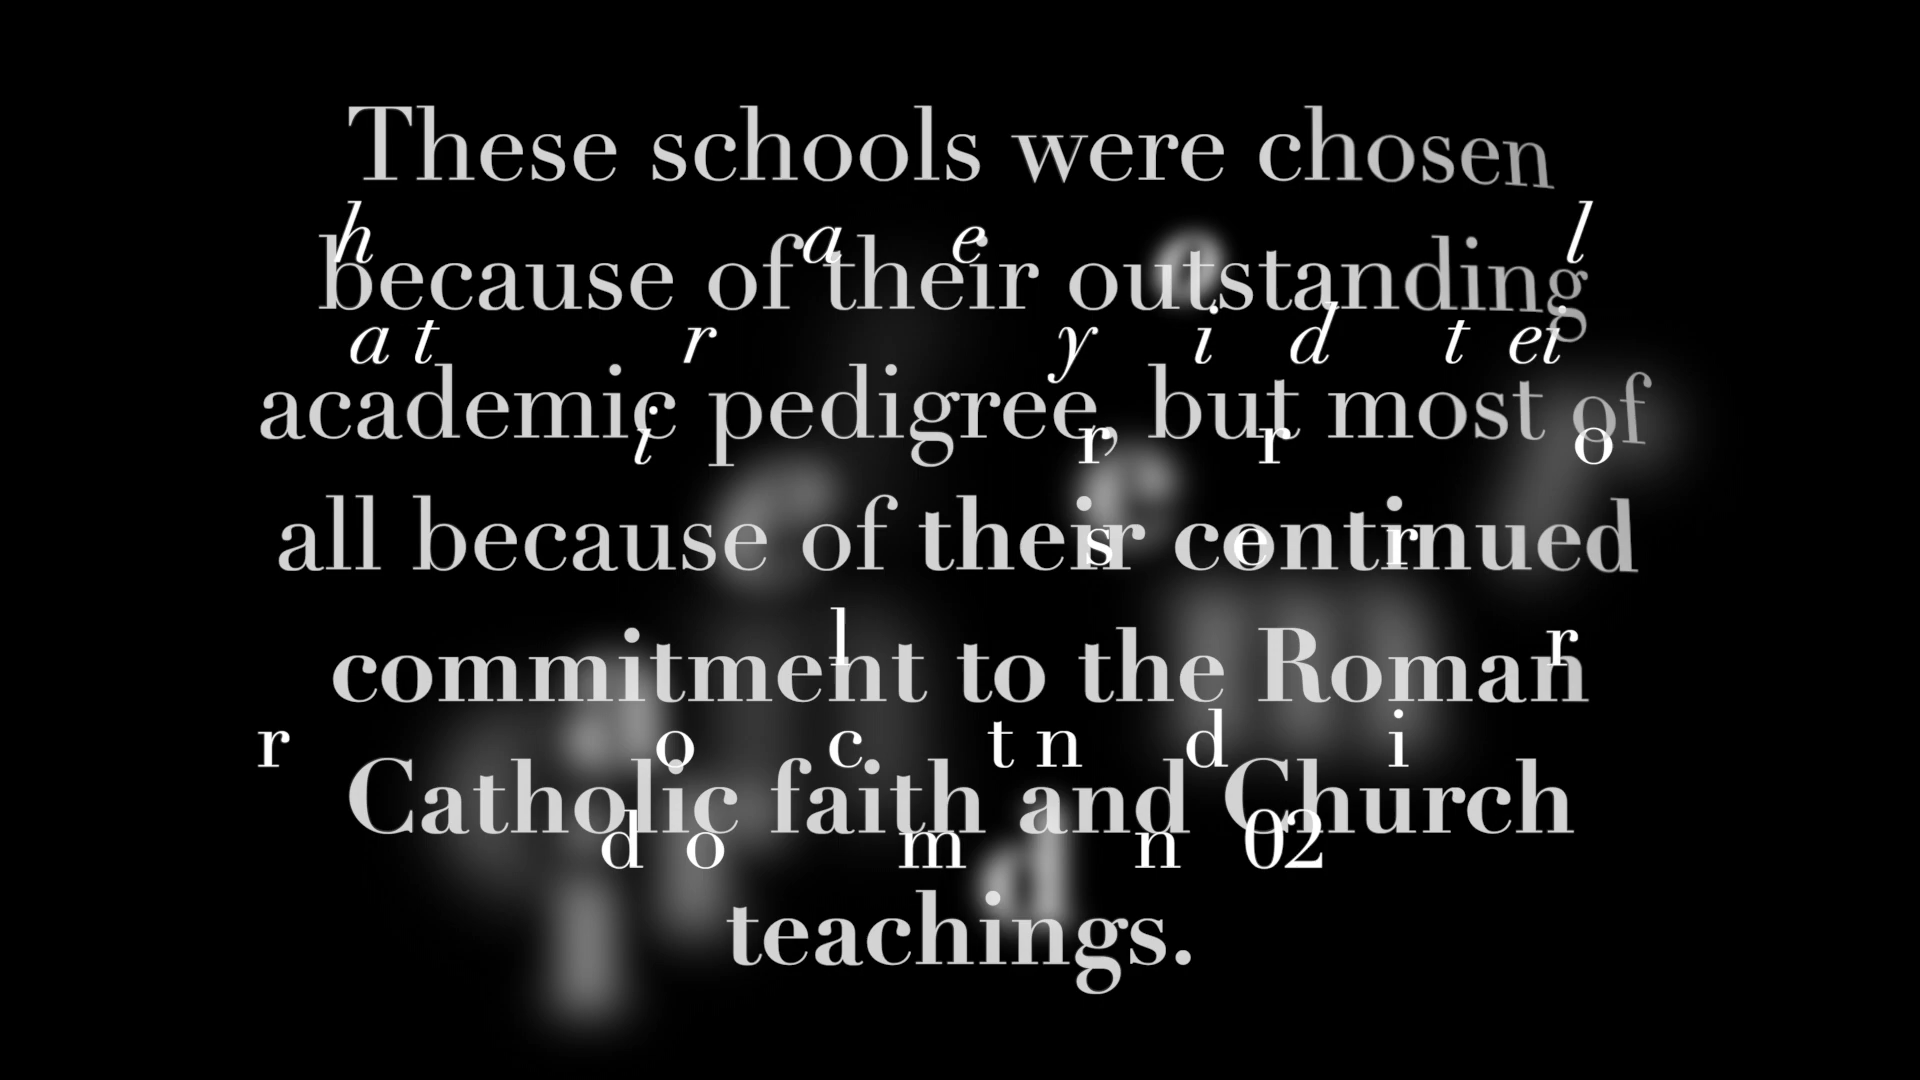 These schools were chosen
because of their outstanding
academic pedigree, but most of
all because of their continued
commitment to the Roman
Catholic faith and Church
teachings.